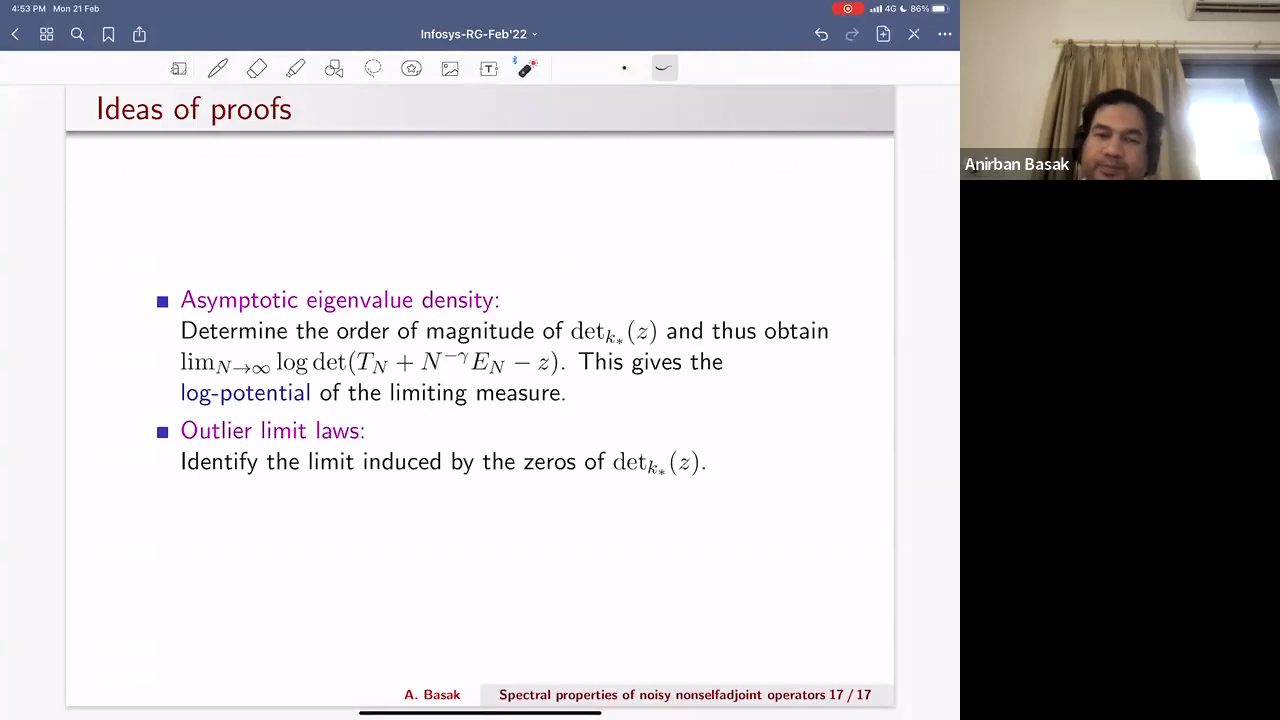 4:53 PM Mon 21 Feb
4G 86%
Infosys-RG-Feb'22
Ideas of proofs
Asymptotic eigenvalue density:
Determine the order of magnitude of det_{k_*}(z) and thus obtain
lim_{N→∞} log det(T_N + N^{−γ}E_N − z). This gives the
log-potential of the limiting measure.
Outlier limit laws:
Identify the limit induced by the zeros of det_{k_*}(z).
A. Basak Spectral properties of noisy nonselfadjoint operators 17 / 17
Anirban Basak